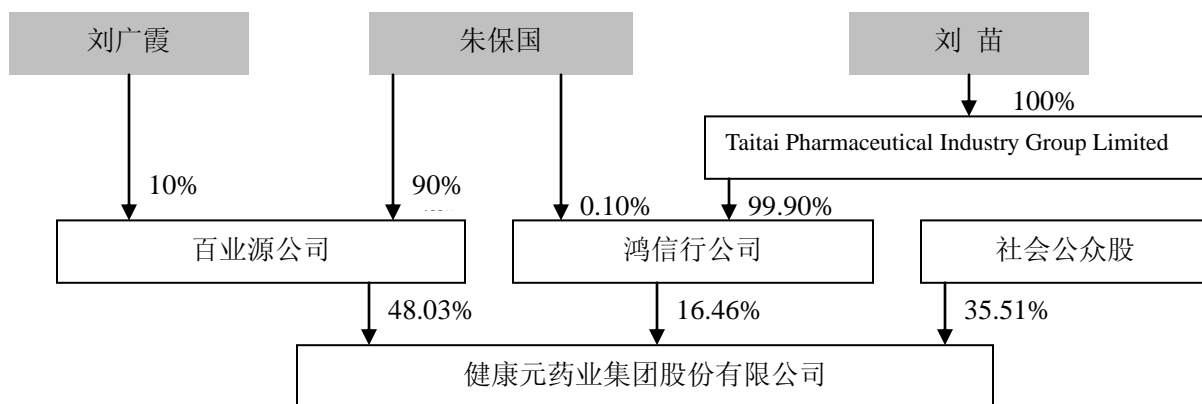 刘广霞
朱保国
刘 苗
100%
Taitai Pharmaceutical Industry Group Limited
10%
90%
0.10%
99.90%
百业源公司
鸿信行公司
社会公众股
48.03%
16.46%
35.51%
健康元药业集团股份有限公司